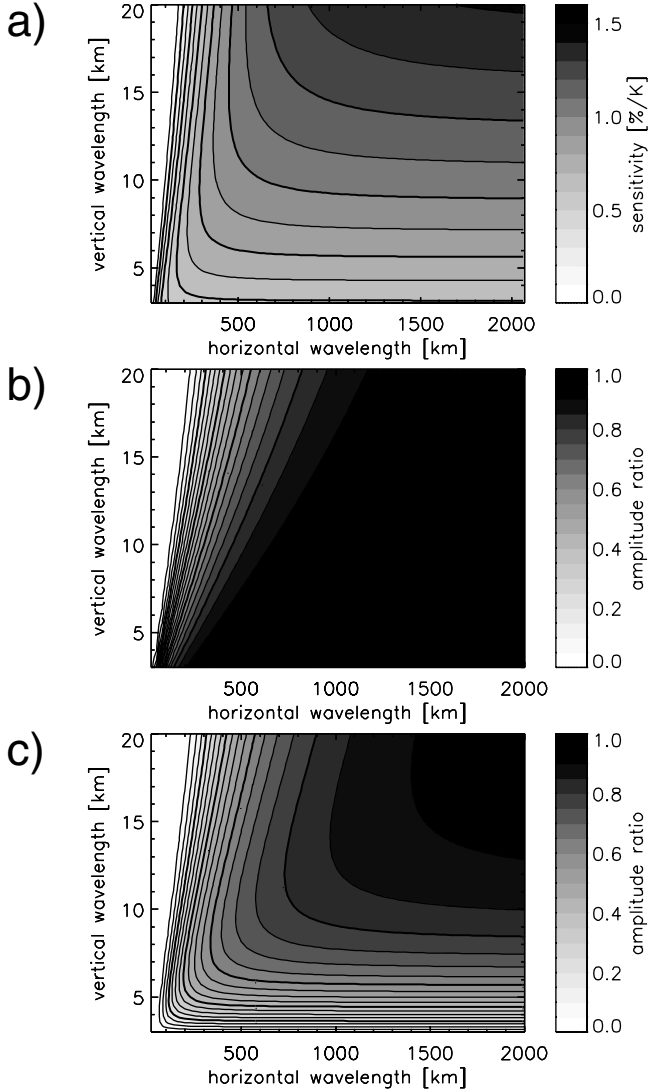 a)
20
15
10
5
vertical wavelength [km]
500 1000 1500 2000
horizontal wavelength [km]
1.5
1.0
0.5
0.0
sensitivity [%/K]
b)
20
15
10
5
vertical wavelength [km]
500 1000 1500 2000
horizontal wavelength [km]
1.0
0.8
0.6
0.4
0.2
0.0
amplitude ratio
c)
20
15
10
5
vertical wavelength [km]
500 1000 1500 2000
horizontal wavelength [km]
1.0
0.8
0.6
0.4
0.2
0.0
amplitude ratio